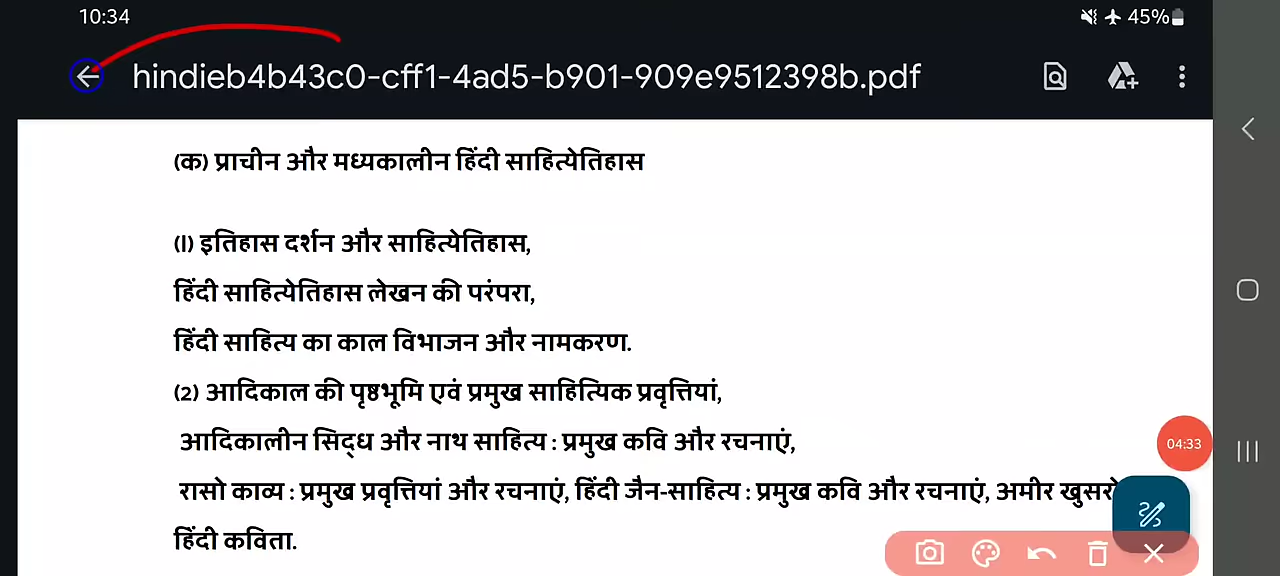 10:34
45%
hindieb4b43c0-cff1-4ad5-b901-909e9512398b.pdf
(क) प्राचीन और मध्यकालीन हिंदी साहित्येतिहास
(I) इतिहास दर्शन और साहित्येतिहास,
हिंदी साहित्येतिहास लेखन की परंपरा,
हिंदी साहित्य का काल विभाजन और नामकरण.
(2) आदिकाल की पृष्ठभूमि एवं प्रमुख साहित्यिक प्रवृत्तियां,
आदिकालीन सिद्ध और नाथ साहित्य : प्रमुख कवि और रचनाएं,
04:33
रासो काव्य : प्रमुख प्रवृत्तियां और रचनाएं, हिंदी जैन-साहित्य : प्रमुख कवि और रचनाएं, अमीर
हिंदी कविता.